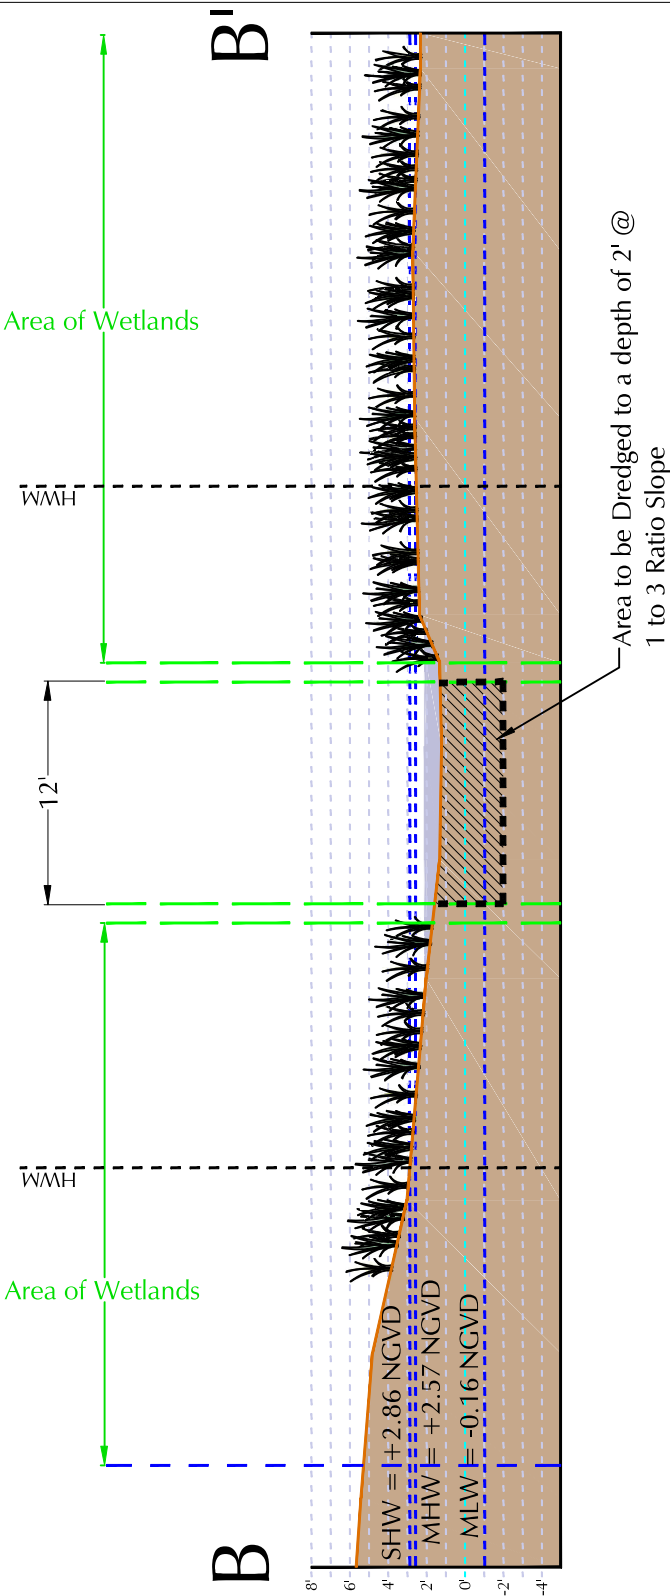 B'
Area of Wetlands
HWM
Area to be Dredged to a depth of 2' @
1 to 3 Ratio Slope
12'
HWM
Area of Wetlands
SHW = +2.86 NGVD
MHW = +2.57 NGVD
MLW = -0.16 NGVD
B
8'
6'
4'
2'
0'
-2'
-4'